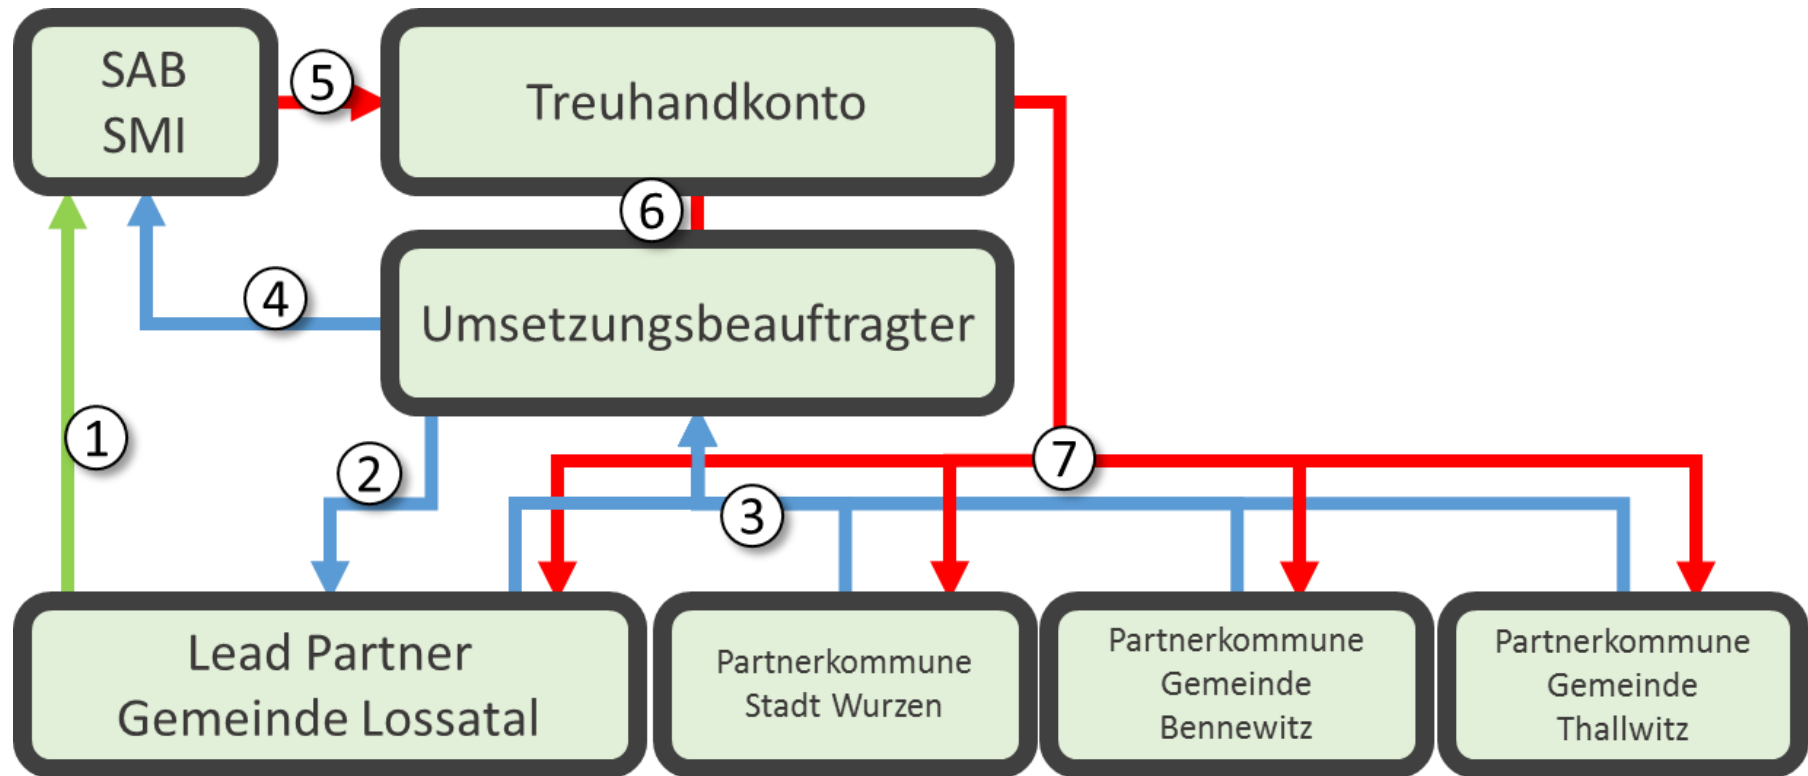 SAB
SMI
5
Treuhandkonto
6
4
Umsetzungsbeauftragter
1
2
7
3
Lead Partner
Gemeinde Lossatal
Partnerkommune
Stadt Wurzen
Partnerkommune
Gemeinde
Bennewitz
Partnerkommune
Gemeinde
Thallwitz